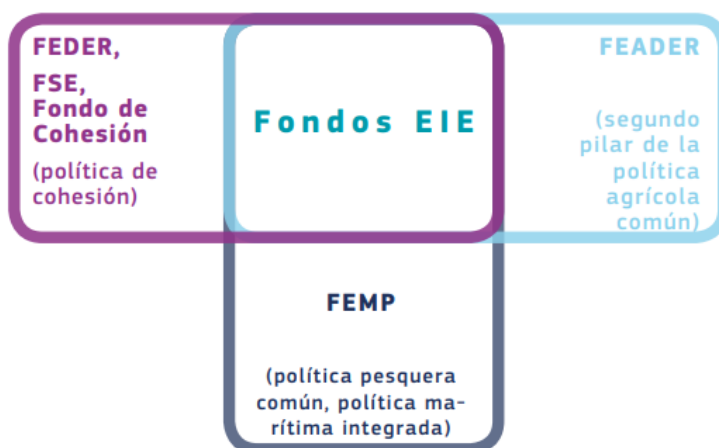 FEDER,
FSE,
Fondo de
Cohesión
(política de
cohesión)
Fondos EIE
FEADER
(segundo
pilar de la
política
agrícola
común)
FEMP
(política pesquera
común, política ma-
rítima integrada)